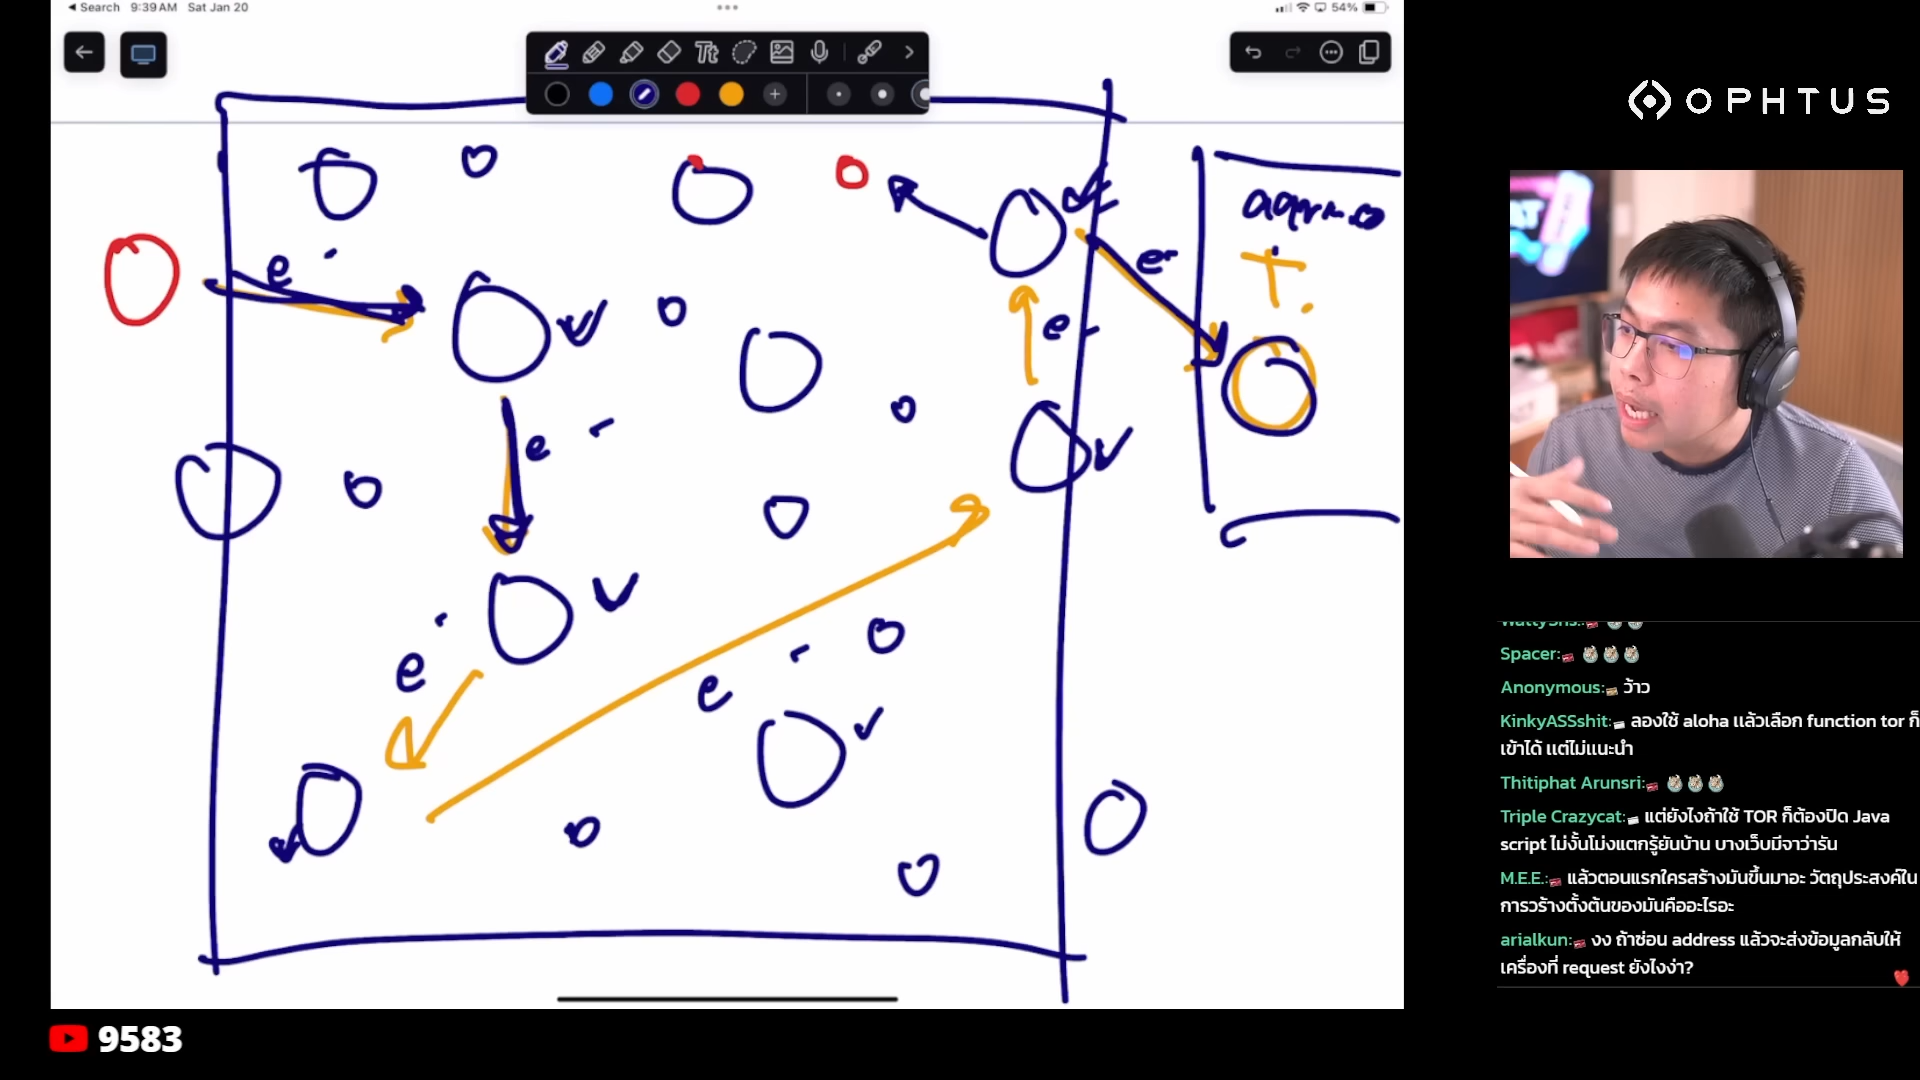 Search 9:39 AM Sat Jan 20
54%
Tt
OPHTUS
e
e-
e-
e-
e
e-
T.
Spacer:
Anonymous: ว้าว
KinkyASSshit: ลองใช้ aloha แล้วเลือก function tor ก็
เข้าได้ แต่ไม่แนะนำ
Thitiphat Arunsri:
Triple Crazycat: แต่ยังไงถ้าใช้ TOR ก็ต้องปิด Java
script ไม่งั้นโม่งแตกรู้ยันบ้าน บางเว็บมีจาว่ารัน
M.E.E.: แล้วตอนแรกใครสร้างมันขึ้นมาอะ วัตถุประสงค์ใน
การวร้างตั้งต้นของมันคืออะไรอะ
arialkun: งง ถ้าซ่อน address แล้วจะส่งข้อมูลกลับให้
เครื่องที่ request ยังไงง่า?
9583